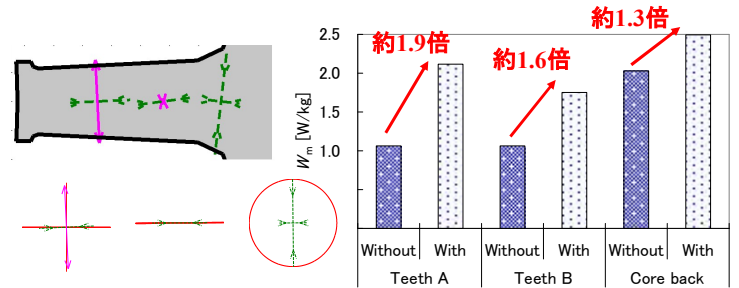 約1.9倍
約1.6倍
約1.3倍
2.5
2.0
1.5
1.0
Wm [W/kg]
Without With Without With Without With
Teeth A Teeth B Core back